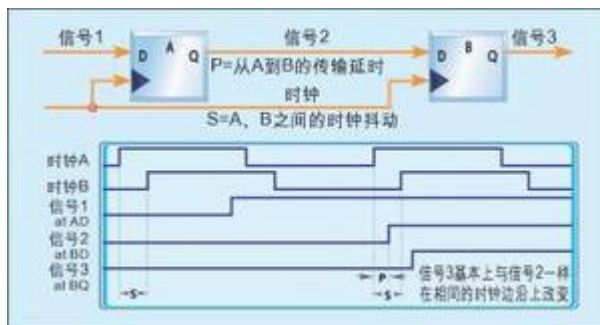 信号1
信号2
信号3
D A Q
D B Q
P=从A到B的传输延时
时钟
S=A、B之间的时钟抖动
时钟A
时钟B
信号1
at AD
信号2
at BD
信号3
at BQ
S
P
S
信号3基本上与信号2一样
在相同的时钟边沿上改变